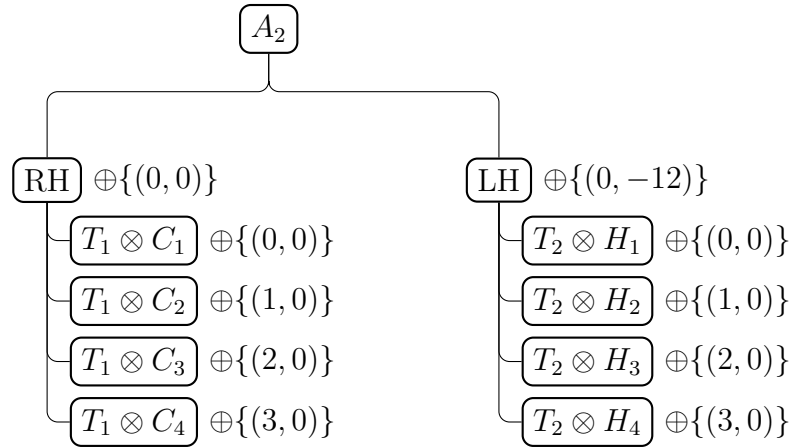 A₂
RH ⊕{(0, 0)} LH ⊕{(0, −12)}
T₁ ⊗ C₁ ⊕{(0, 0)} T₂ ⊗ H₁ ⊕{(0, 0)}
T₁ ⊗ C₂ ⊕{(1, 0)} T₂ ⊗ H₂ ⊕{(1, 0)}
T₁ ⊗ C₃ ⊕{(2, 0)} T₂ ⊗ H₃ ⊕{(2, 0)}
T₁ ⊗ C₄ ⊕{(3, 0)} T₂ ⊗ H₄ ⊕{(3, 0)}